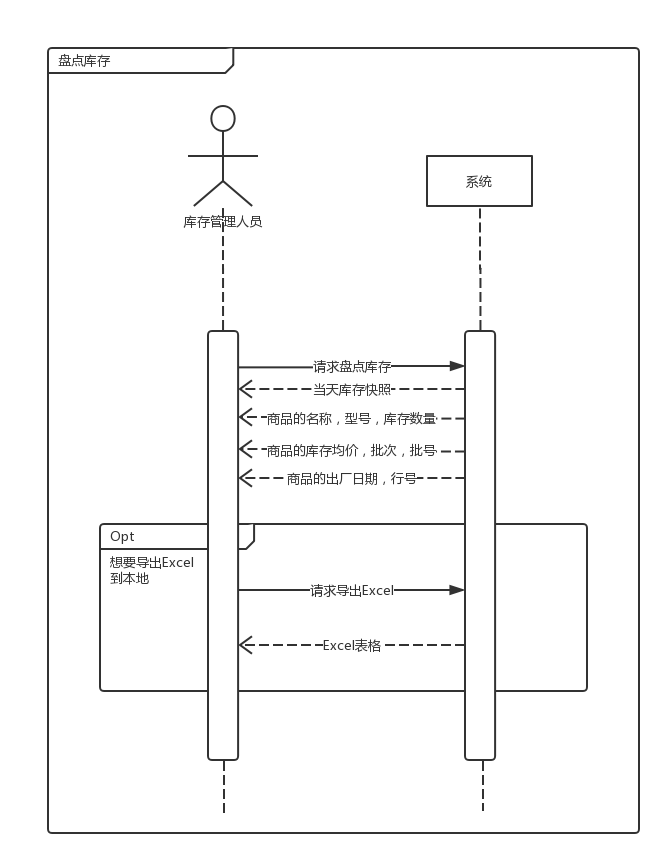 盘点库存
系统
库存管理人员
请求盘点库存
当天库存快照
商品的名称，型号，库存数量
商品的库存均价，批次，批号
商品的出厂日期，行号
Opt
想要导出Excel
到本地
请求导出Excel
Excel表格